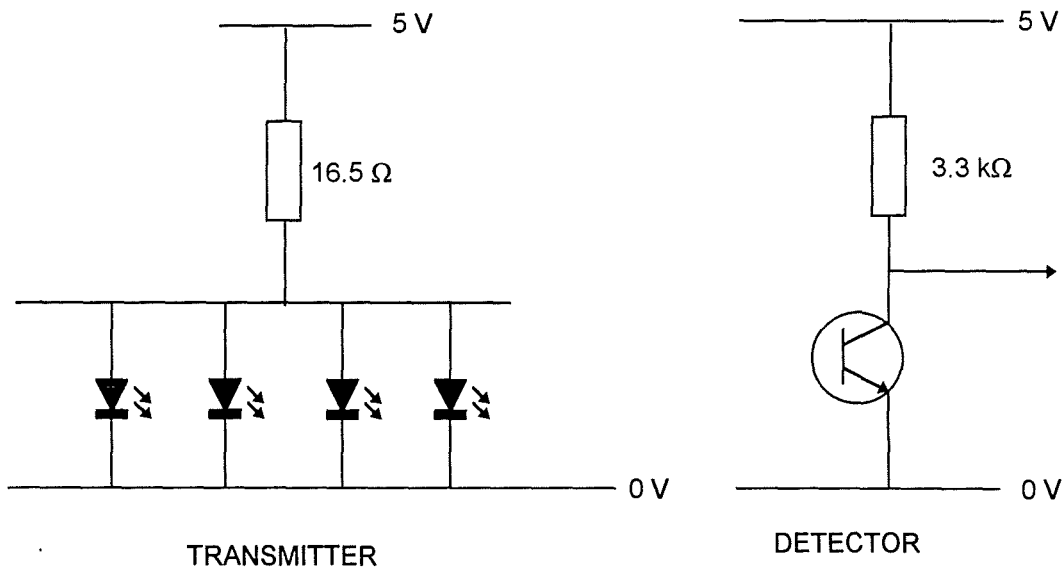 5 V
16.5 Ω
0 V
TRANSMITTER
5 V
3.3 kΩ
0 V
DETECTOR